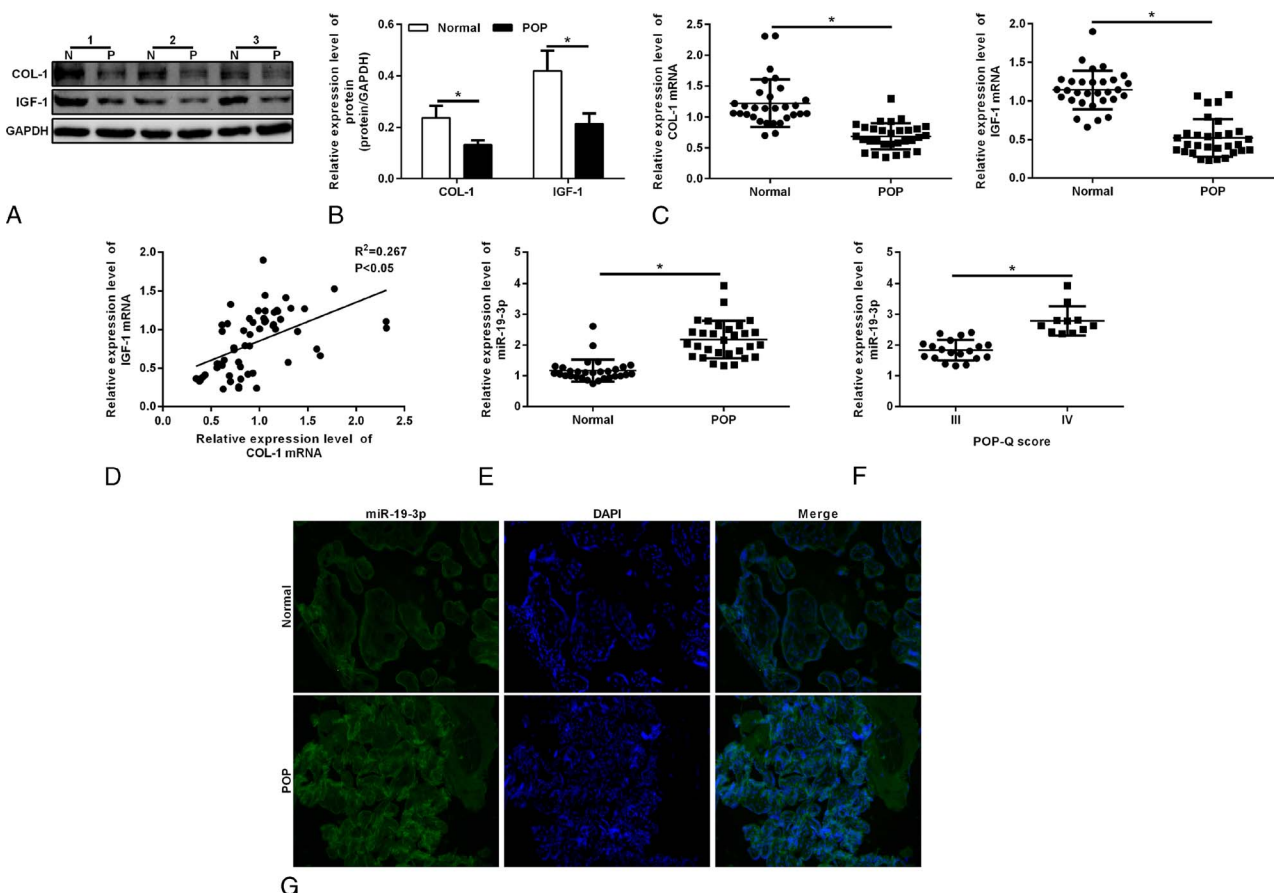 1 2 3
N P N P N P
COL-1
IGF-1
GAPDH
A
Relative expression level of
protein
(protein/GAPDH)
Normal
POP
0.6
0.4
0.2
0.0
*
*
COL-1 IGF-1
B
Relative expression level of
COL-1 mRNA
2.5
2.0
1.5
1.0
0.5
0.0
*
Normal POP
Relative expression level of
IGF-1 mRNA
2.0
1.5
1.0
0.5
0.0
*
Normal POP
C
Relative expression level of
IGF-1 mRNA
2.0
1.5
1.0
0.5
0.0
R²=0.267
P<0.05
0.0 0.5 1.0 1.5 2.0 2.5
Relative expression level of
COL-1 mRNA
D
Relative expression level of
miR-19-3p
5
4
3
2
1
0
*
Normal POP
E
Relative expression level of
miR-19-3p
5
4
3
2
1
0
*
III IV
POP-Q score
F
miR-19-3p DAPI Merge
Normal
POP
G